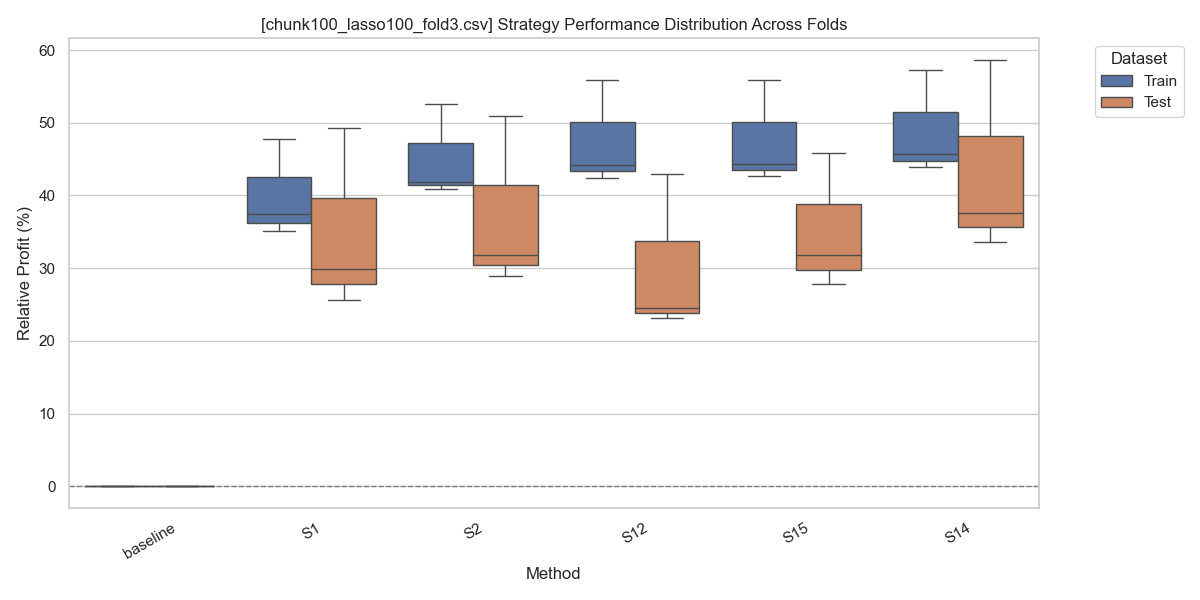 [chunk100_lasso100_fold3.csv] Strategy Performance Distribution Across Folds
Dataset
Train
Test
Relative Profit (%)
60
50
40
30
20
10
0
baseline
S1
S2
S12
S15
S14
Method